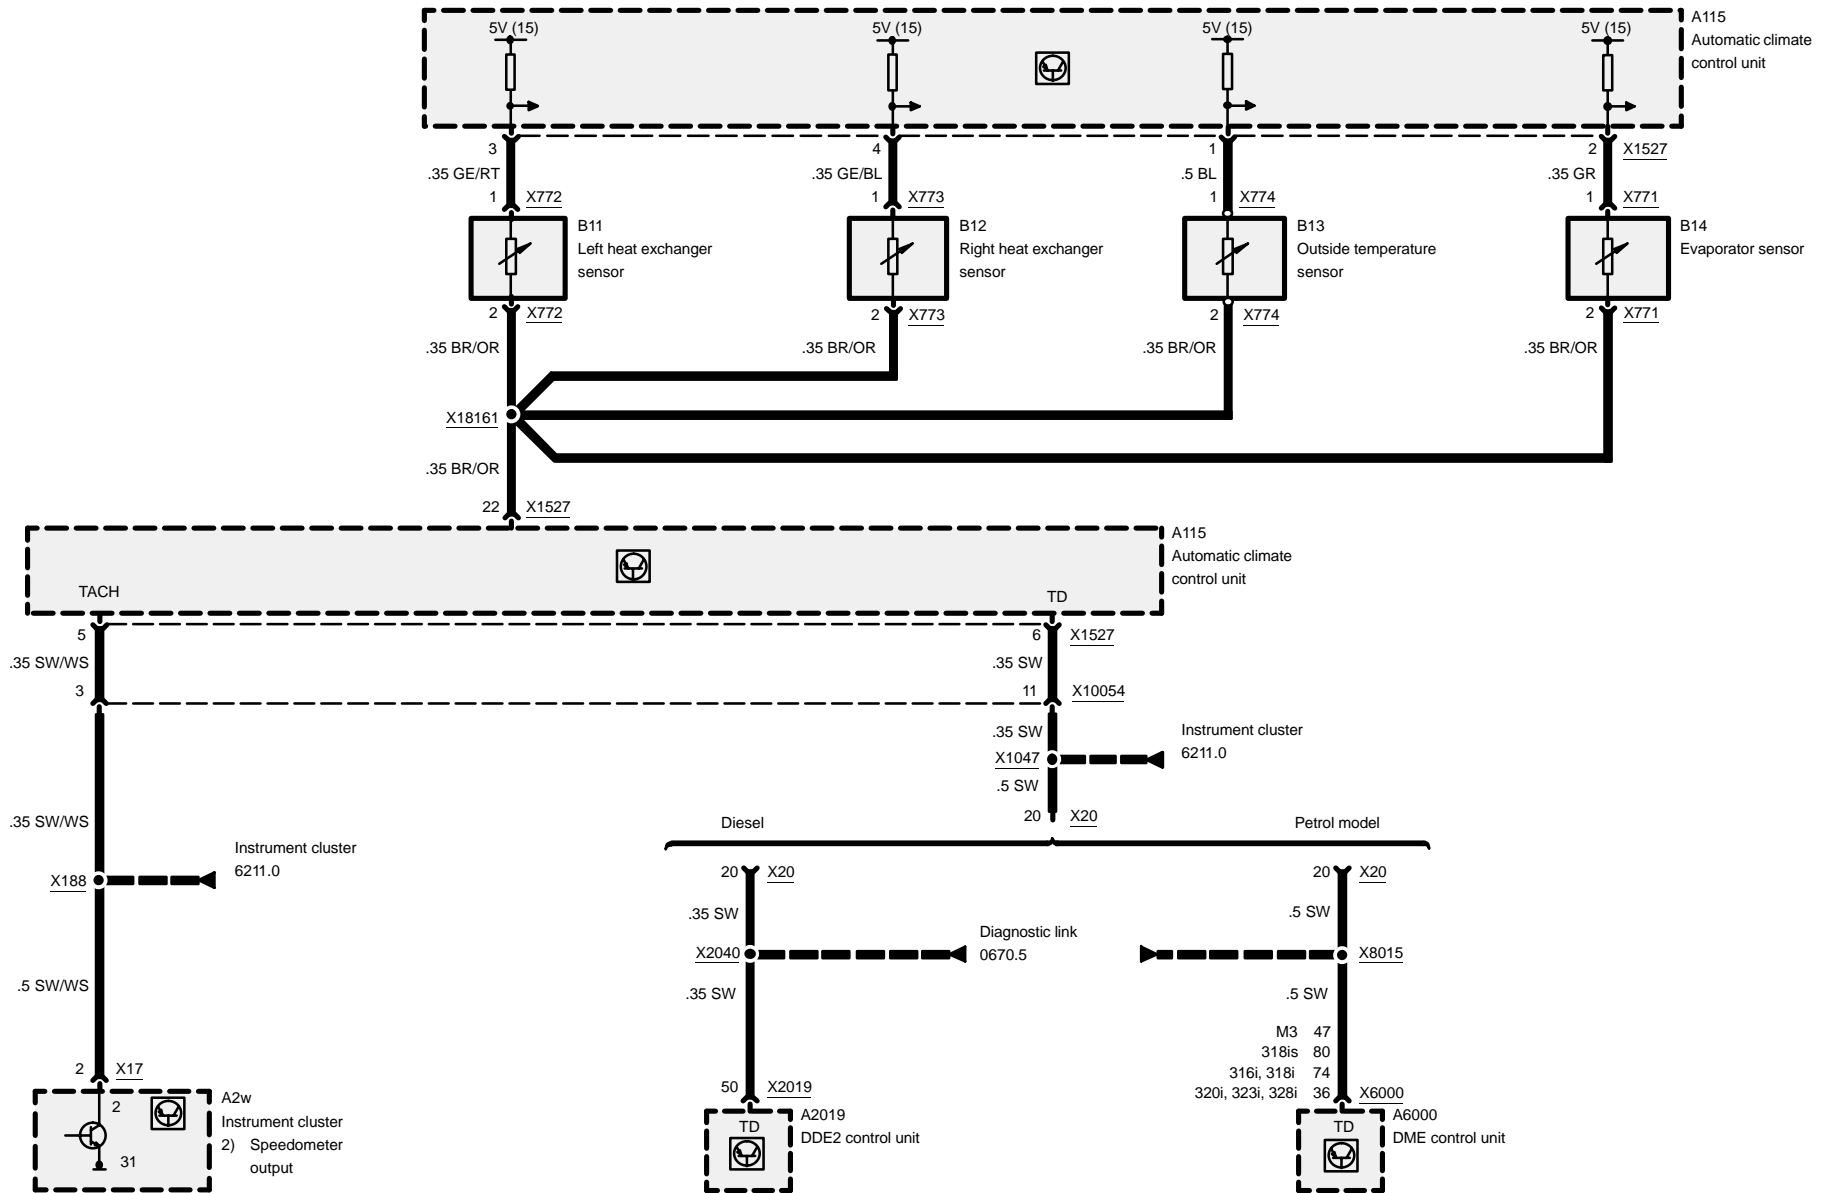 5V (15) 5V (15) 5V (15) 5V (15)
A115
Automatic climate
control unit
3 4 1 2 X1527
.35 GE/RT .35 GE/BL .5 BL .35 GR
1 X772 1 X773 1 X774 1 X771
B11
Left heat exchanger
sensor
B12
Right heat exchanger
sensor
B13
Outside temperature
sensor
B14
Evaporator sensor
2 X772 2 X773 2 X774 2 X771
.35 BR/OR .35 BR/OR .35 BR/OR .35 BR/OR
X18161
.35 BR/OR
22 X1527
A115
Automatic climate
control unit
TACH TD
5 6 X1527
.35 SW/WS .35 SW
3 11 X10054
.35 SW
Instrument cluster
6211.0
X1047
.5 SW
20 X20
.35 SW/WS
Diesel Petrol model
Instrument cluster
6211.0
X188
20 X20 20 X20
.35 SW .5 SW
Diagnostic link
0670.5
X2040 X8015
.5 SW/WS .35 SW .5 SW
M3 47
318is 80
316i, 318i 74
320i, 323i, 328i 36 X6000
2 X17
50 X2019
2
A2w
Instrument cluster
2) Speedometer
output
31
TD
A2019
DDE2 control unit
TD
A6000
DME control unit